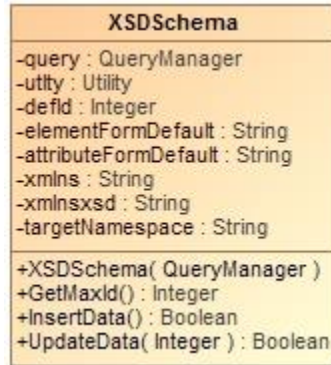 XSDSchema
-query : QueryManager
-utlty : Utility
-defId : Integer
-elementFormDefault : String
-attributeFormDefault : String
-xmlns : String
-xmlnsxsd : String
-targetNamespace : String
+XSDSchema( QueryManager )
+GetMaxId() : Integer
+InsertData() : Boolean
+UpdateData( Integer ) : Boolean